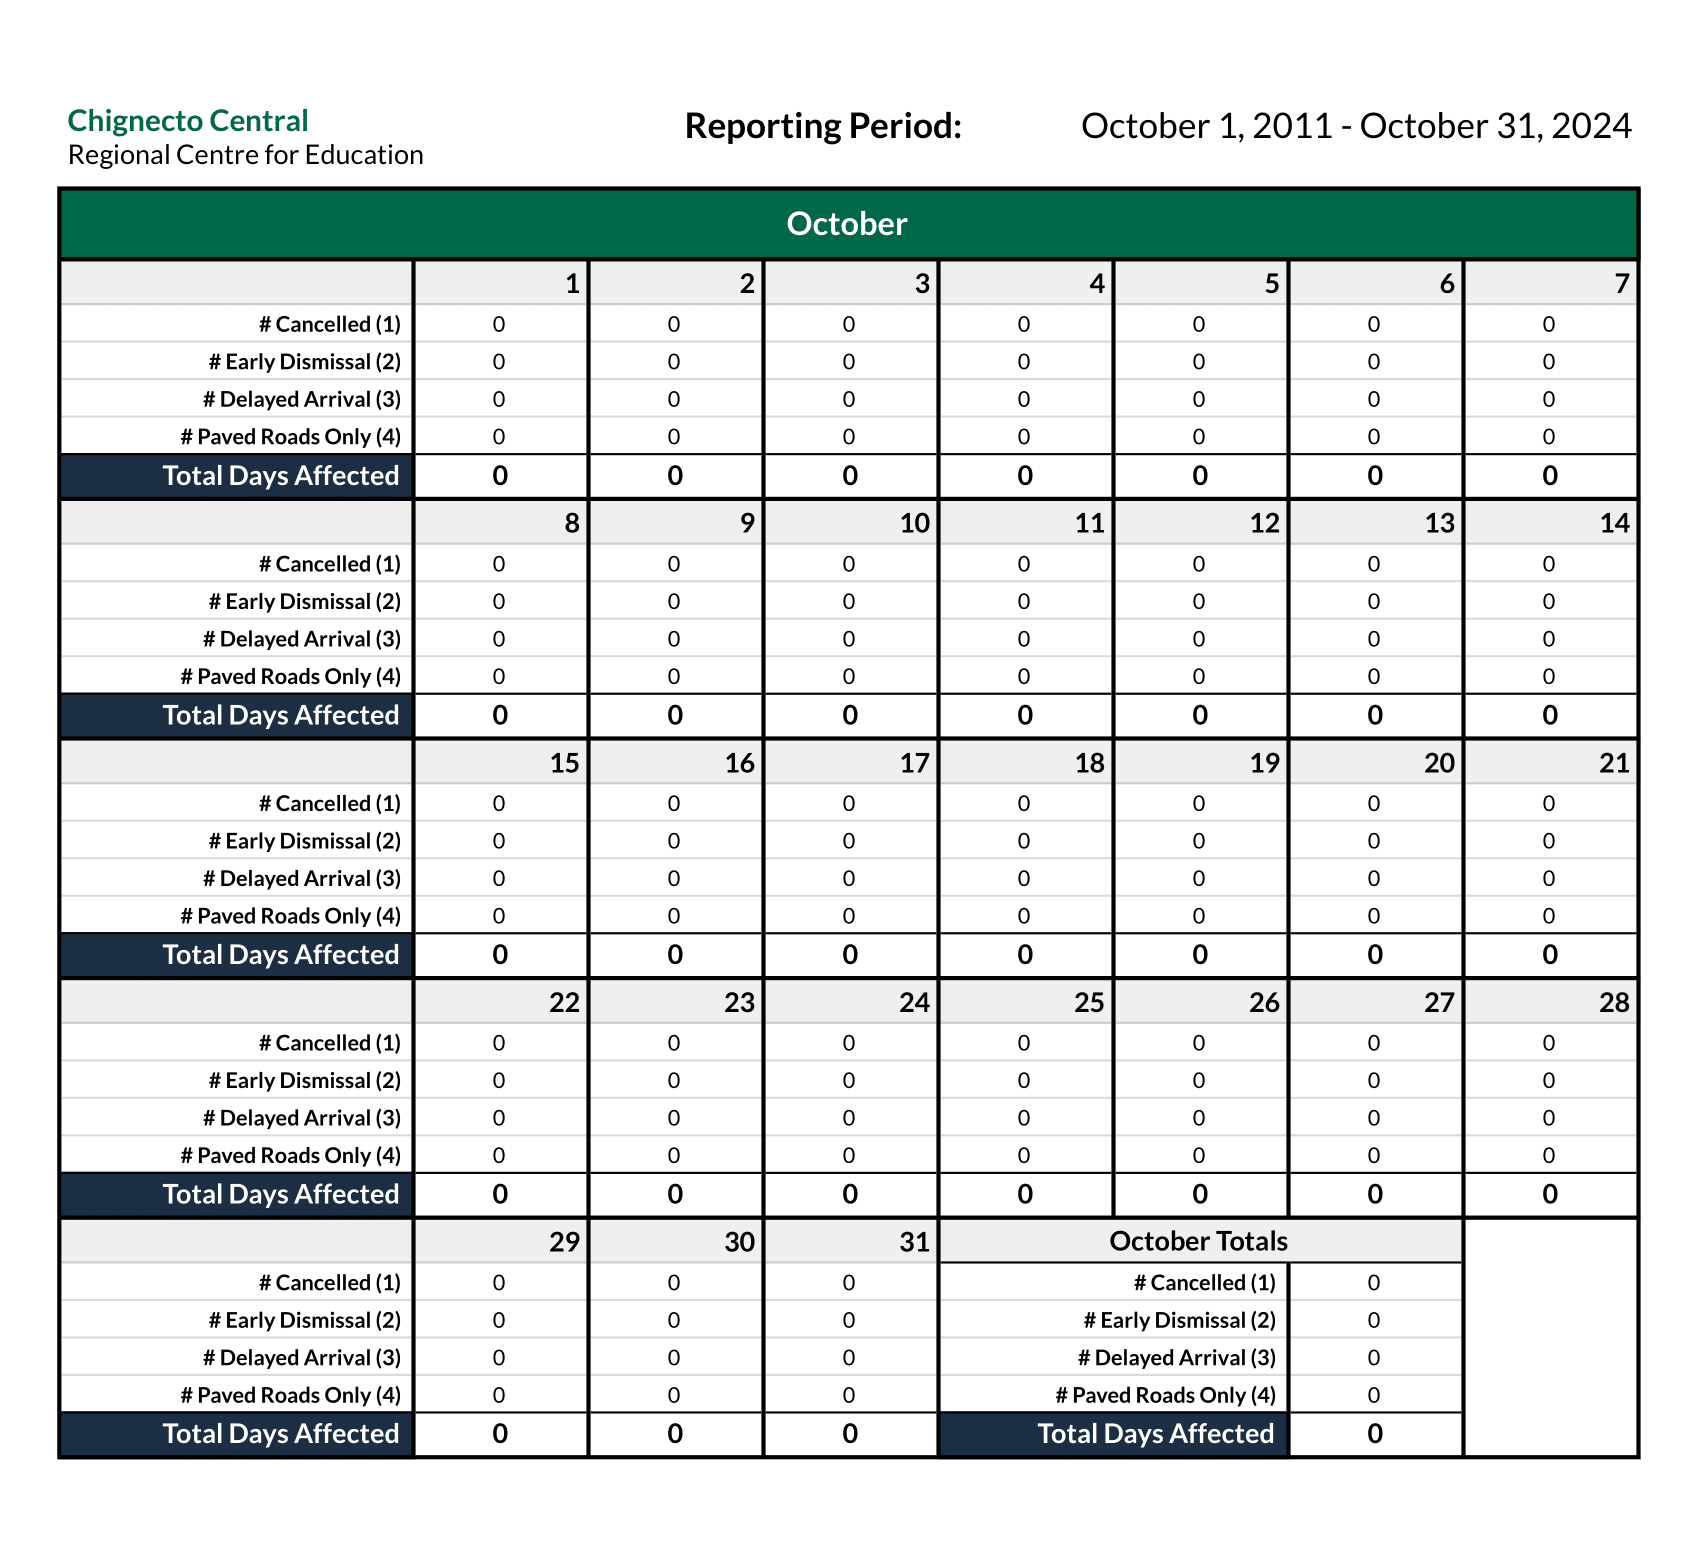 Chignecto Central
Regional Centre for Education
Reporting Period: October 1, 2011 - October 31, 2024
October
1 2 3 4 5 6 7
# Cancelled (1) 0 0 0 0 0 0 0
# Early Dismissal (2) 0 0 0 0 0 0 0
# Delayed Arrival (3) 0 0 0 0 0 0 0
# Paved Roads Only (4) 0 0 0 0 0 0 0
Total Days Affected 0 0 0 0 0 0 0
8 9 10 11 12 13 14
# Cancelled (1) 0 0 0 0 0 0 0
# Early Dismissal (2) 0 0 0 0 0 0 0
# Delayed Arrival (3) 0 0 0 0 0 0 0
# Paved Roads Only (4) 0 0 0 0 0 0 0
Total Days Affected 0 0 0 0 0 0 0
15 16 17 18 19 20 21
# Cancelled (1) 0 0 0 0 0 0 0
# Early Dismissal (2) 0 0 0 0 0 0 0
# Delayed Arrival (3) 0 0 0 0 0 0 0
# Paved Roads Only (4) 0 0 0 0 0 0 0
Total Days Affected 0 0 0 0 0 0 0
22 23 24 25 26 27 28
# Cancelled (1) 0 0 0 0 0 0 0
# Early Dismissal (2) 0 0 0 0 0 0 0
# Delayed Arrival (3) 0 0 0 0 0 0 0
# Paved Roads Only (4) 0 0 0 0 0 0 0
Total Days Affected 0 0 0 0 0 0 0
29 30 31 October Totals
# Cancelled (1) 0 0 0 # Cancelled (1) 0
# Early Dismissal (2) 0 0 0 # Early Dismissal (2) 0
# Delayed Arrival (3) 0 0 0 # Delayed Arrival (3) 0
# Paved Roads Only (4) 0 0 0 # Paved Roads Only (4) 0
Total Days Affected 0 0 0 Total Days Affected 0